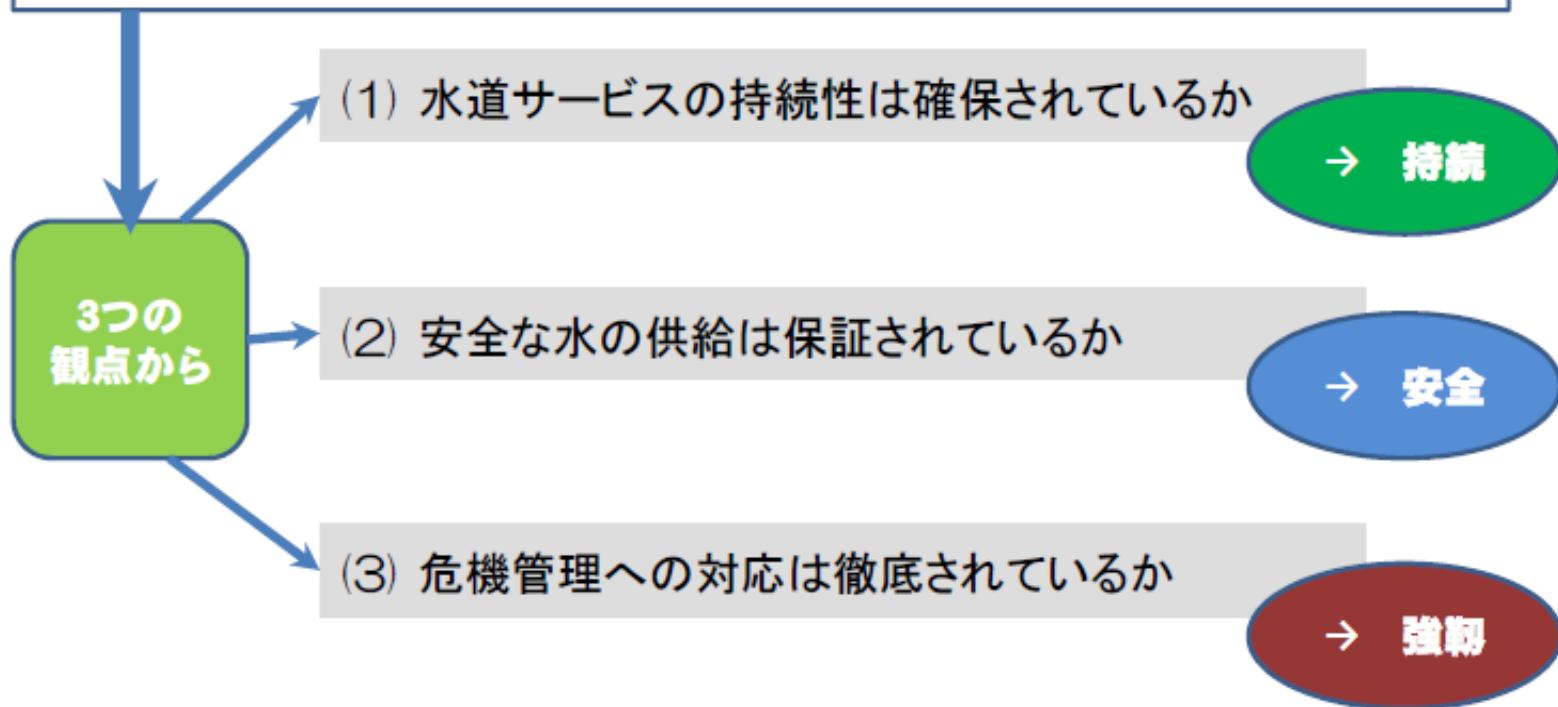 (1) 水道サービスの持続性は確保されているか
→ 持続
3つの
観点から
(2) 安全な水の供給は保証されているか
→ 安全
(3) 危機管理への対応は徹底されているか
→ 強靭